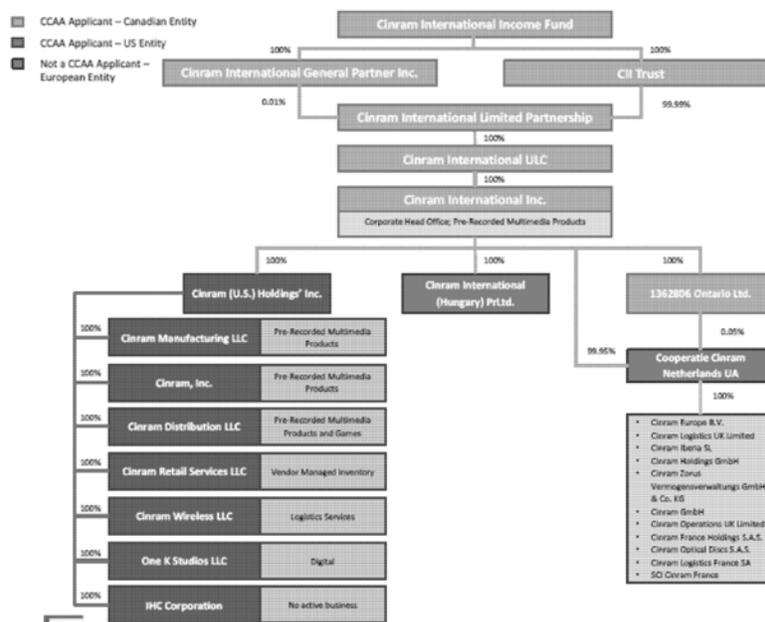 CCAA Applicant – Canadian Entity
CCAA Applicant – US Entity
Not a CCAA Applicant –
European Entity
Cinram International Income Fund
100%
100%
Cinram International General Partner Inc.
CII Trust
0.01%
99.99%
Cinram International Limited Partnership
100%
Cinram International ULC
100%
Cinram International Inc.
Corporate Head Office; Pre-Recorded Multimedia Products
100%
100%
100%
Cinram (U.S.) Holdings' Inc.
Cinram International
(Hungary) PrLtd.
1362806 Ontario Ltd.
100%
Cinram Manufacturing LLC
Pre-Recorded Multimedia
Products
0.05%
99.95%
Cooperatie Cinram
Netherlands UA
100%
Cinram, Inc.
Pre-Recorded Multimedia
Products
100%
100%
Cinram Distribution LLC
Pre-Recorded Multimedia
Products and Games
100%
Cinram Retail Services LLC
Vendor Managed Inventory
100%
Cinram Wireless LLC
Logistics Services
100%
One K Studios LLC
Digital
100%
IHC Corporation
No active business
• Cinram Europe B.V.
• Cinram Logistics UK Limited
• Cinram Iberia SL
• Cinram Holdings GmbH
• Cinram Zorus
Vermogensverwaltungs GmbH
& Co. KG
• Cinram GmbH
• Cinram Operations UK Limited
• Cinram France Holdings S.A.S.
• Cinram Optical Discs S.A.S.
• Cinram Logistics France SA
• SCI Cinram France